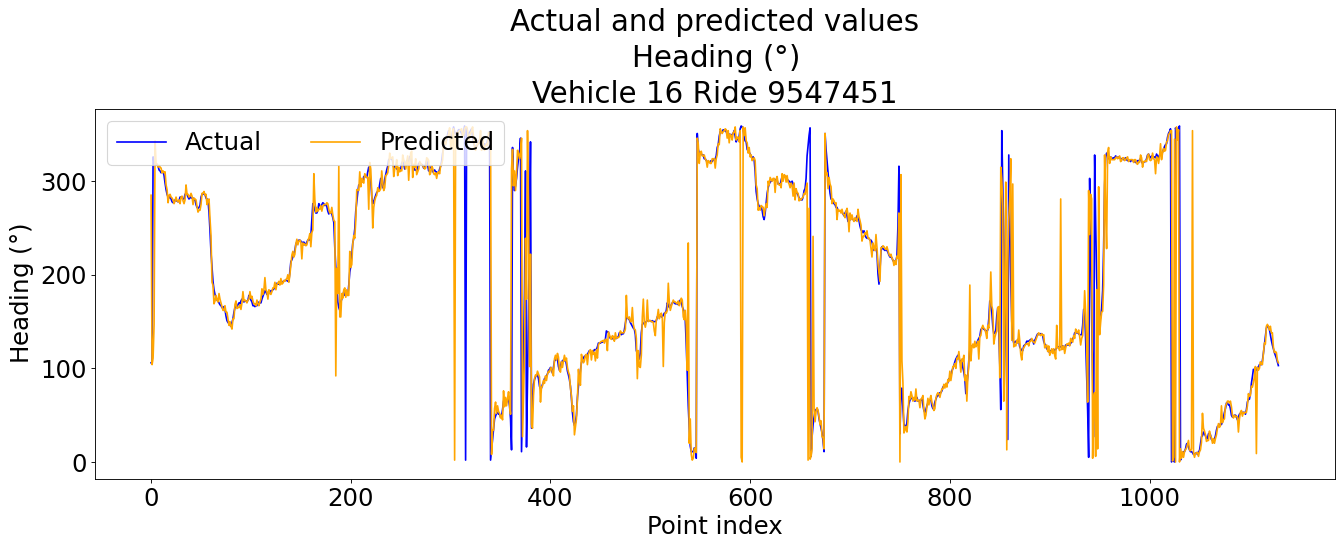 Actual and predicted values
Heading (°)
Vehicle 16 Ride 9547451
Actual
Predicted
Heading (°)
300
200
100
0
0
200
400
600
800
1000
Point index